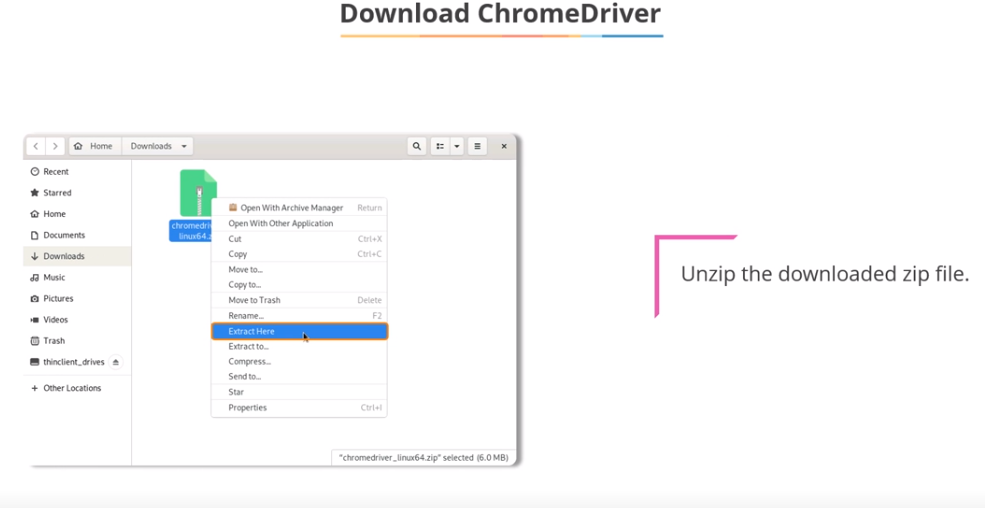 Download ChromeDriver
Home
Downloads
Recent
Starred
Home
Documents
Downloads
Music
Pictures
Videos
Trash
thinclient_drives
Other Locations
chromedri
linux64.z
Open With Archive Manager Return
Open With Other Application
Cut Ctrl+X
Copy Ctrl+C
Move to...
Copy to...
Move to Trash Delete
Rename... F2
Extract Here
Extract to...
Compress...
Send to...
Star
Properties Ctrl+I
"chromedriver_linux64.zip" selected (6.0 MB)
Unzip the downloaded zip file.